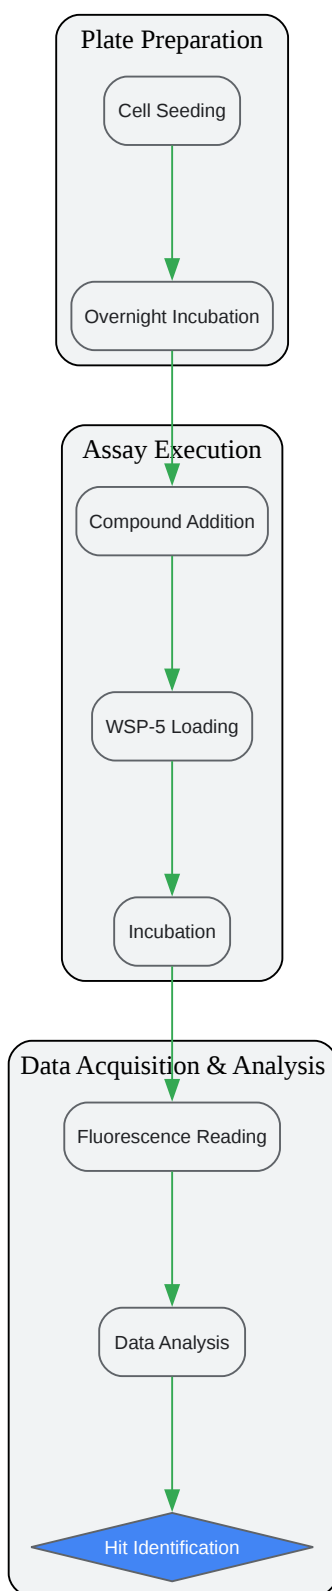 Plate Preparation
Cell Seeding
Overnight Incubation
Assay Execution
Compound Addition
WSP-5 Loading
Incubation
Data Acquisition & Analysis
Fluorescence Reading
Data Analysis
Hit Identification